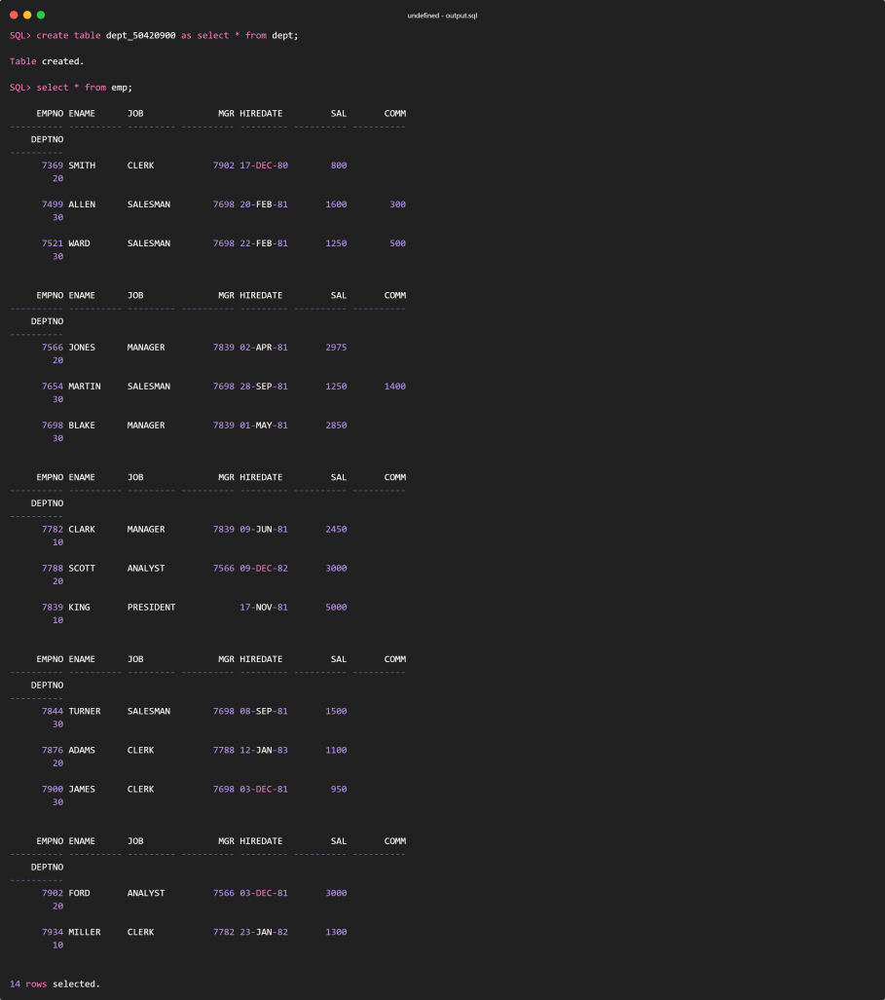 undefined - output.sql
SQL> create table dept_50420900 as select * from dept;
Table created.
SQL> select * from emp;
     EMPNO ENAME      JOB              MGR HIREDATE         SAL       COMM
---------- ---------- --------- ---------- --------- ---------- ----------
    DEPTNO
----------
      7369 SMITH      CLERK           7902 17-DEC-80        800
        20
      7499 ALLEN      SALESMAN        7698 20-FEB-81       1600        300
        30
      7521 WARD       SALESMAN        7698 22-FEB-81       1250        500
        30
     EMPNO ENAME      JOB              MGR HIREDATE         SAL       COMM
---------- ---------- --------- ---------- --------- ---------- ----------
    DEPTNO
----------
      7566 JONES      MANAGER         7839 02-APR-81       2975
        20
      7654 MARTIN     SALESMAN        7698 28-SEP-81       1250       1400
        30
      7698 BLAKE      MANAGER         7839 01-MAY-81       2850
        30
     EMPNO ENAME      JOB              MGR HIREDATE         SAL       COMM
---------- ---------- --------- ---------- --------- ---------- ----------
    DEPTNO
----------
      7782 CLARK      MANAGER         7839 09-JUN-81       2450
        10
      7788 SCOTT      ANALYST         7566 09-DEC-82       3000
        20
      7839 KING       PRESIDENT            17-NOV-81       5000
        10
     EMPNO ENAME      JOB              MGR HIREDATE         SAL       COMM
---------- ---------- --------- ---------- --------- ---------- ----------
    DEPTNO
----------
      7844 TURNER     SALESMAN        7698 08-SEP-81       1500
        30
      7876 ADAMS      CLERK           7788 12-JAN-83       1100
        20
      7900 JAMES      CLERK           7698 03-DEC-81        950
        30
     EMPNO ENAME      JOB              MGR HIREDATE         SAL       COMM
---------- ---------- --------- ---------- --------- ---------- ----------
    DEPTNO
----------
      7902 FORD       ANALYST         7566 03-DEC-81       3000
        20
      7934 MILLER     CLERK           7782 23-JAN-82       1300
        10
14 rows selected.